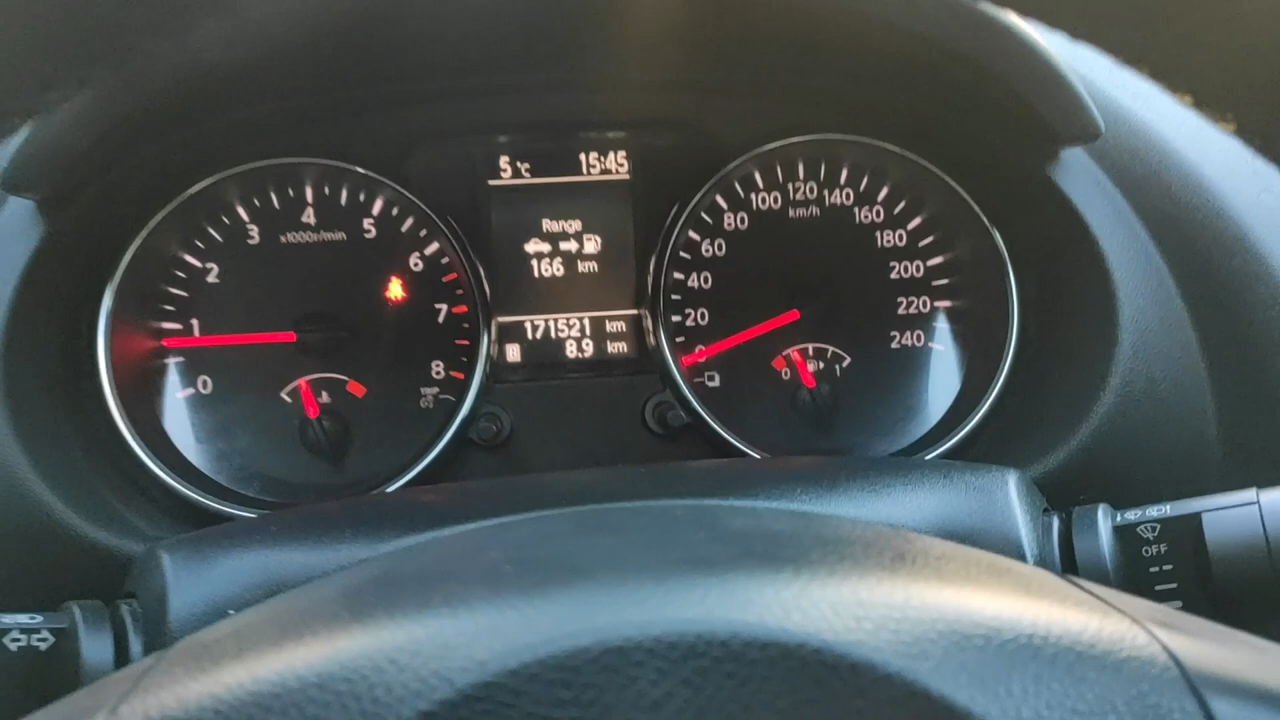 5 °C 15:45
Range
166 km
171521 km
B 8.9 km
0
1
2
3
4
5
6
7
8
x1000r/min
TRIP
0
20
40
60
80
100
120
140
160
180
200
220
240
km/h
0
1
OFF